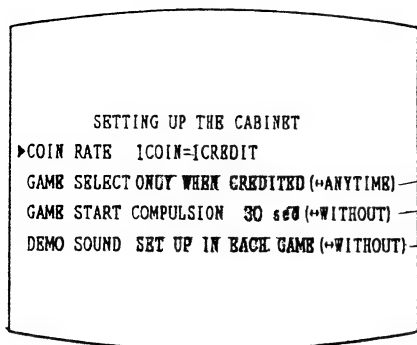 SETTING UP THE CABINET
▶COIN RATE 1COIN=1CREDIT
GAME SELECT ONLY WHEN CREDITED (↔ANYTIME)
GAME START COMPULSION 30 sec (↔WITHOUT)
DEMO SOUND SET UP IN EACH GAME (↔WITHOUT)